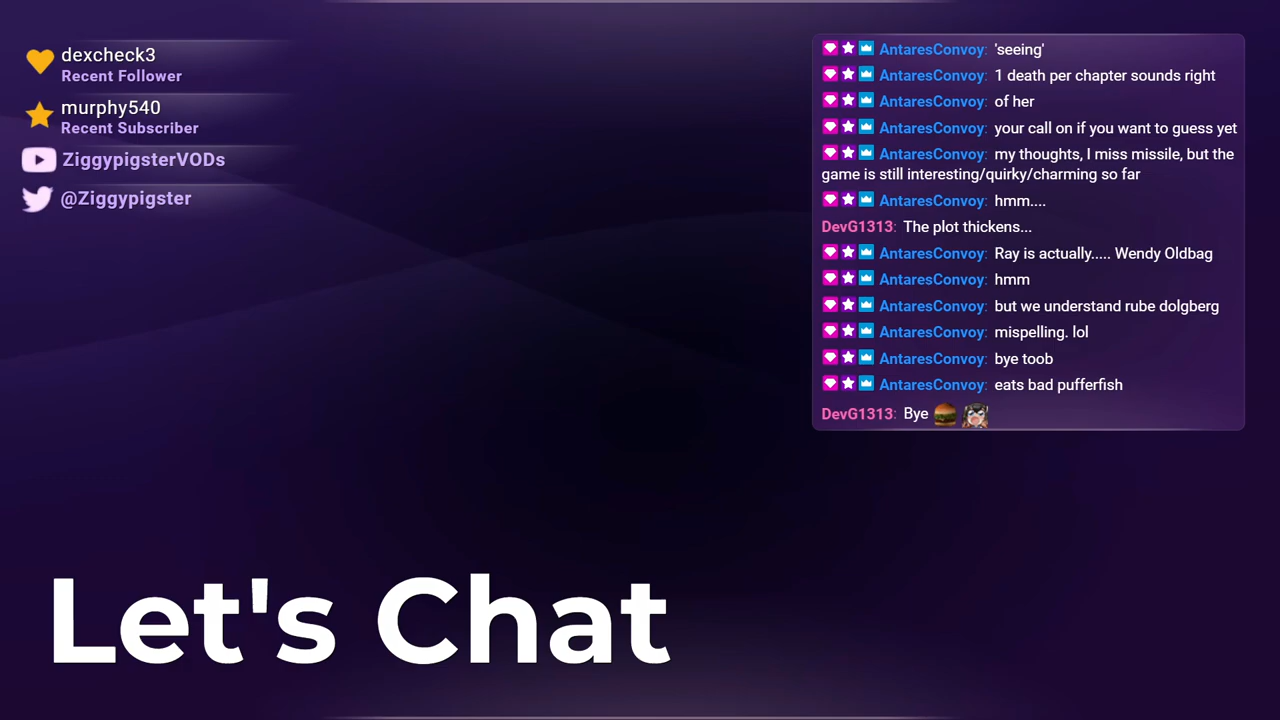 dexcheck3
Recent Follower
murphy540
Recent Subscriber
ZiggypigsterVODs
@Ziggypigster
AntaresConvoy: 'seeing'
AntaresConvoy: 1 death per chapter sounds right
AntaresConvoy: of her
AntaresConvoy: your call on if you want to guess yet
AntaresConvoy: my thoughts, I miss missile, but the
game is still interesting/quirky/charming so far
AntaresConvoy: hmm....
DevG1313: The plot thickens...
AntaresConvoy: Ray is actually..... Wendy Oldbag
AntaresConvoy: hmm
AntaresConvoy: but we understand rube dolgberg
AntaresConvoy: mispelling. lol
AntaresConvoy: bye toob
AntaresConvoy: eats bad pufferfish
DevG1313: Bye
Let's Chat